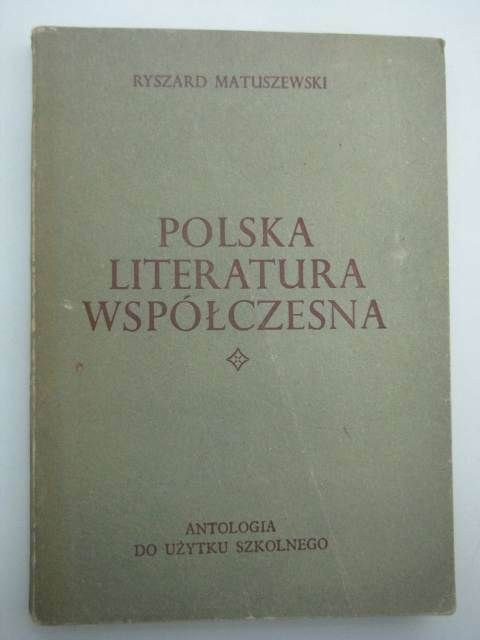 RYSZARD MATUSZEWSKI
POLSKA
LITERATURA
WSPÓŁCZESNA
ANTOLOGIA
DO UŻYTKU SZKOLNEGO